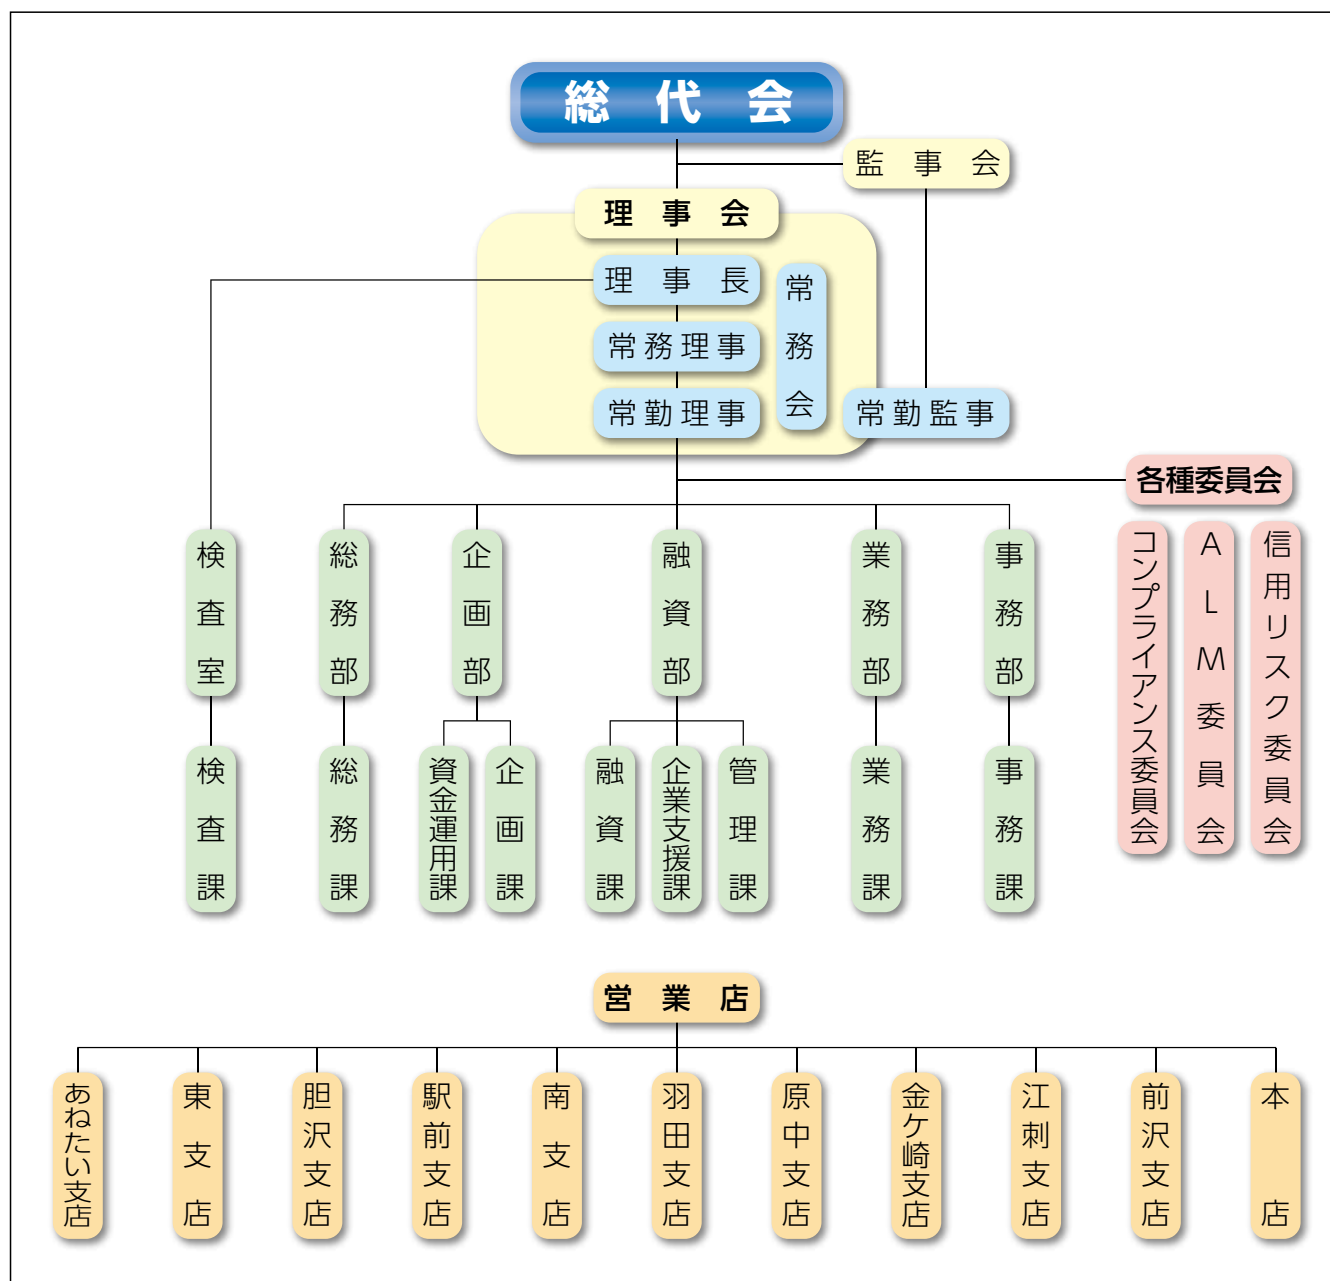 総代会
監事会
理事会
理事長
常務理事
常勤理事
常務会
常勤監事
各種委員会
検査室
総務部
企画部
融資部
業務部
事務部
コンプライアンス委員会
ALM委員会
信用リスク委員会
検査課
総務課
資金運用課
企画課
融資課
企業支援課
管理課
業務課
事務課
営業店
あねたい支店
東支店
胆沢支店
駅前支店
南支店
羽田支店
原中支店
金ケ崎支店
江刺支店
前沢支店
本店